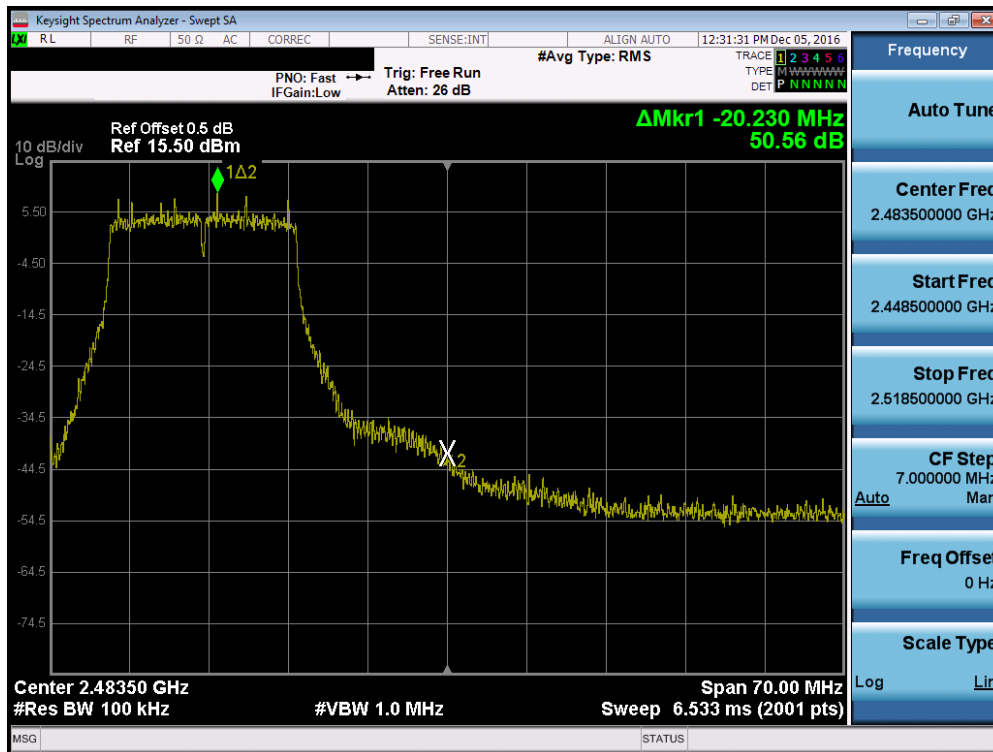 Keysight Spectrum Analyzer - Swept SA
LXI RL RF 50 Ω AC CORREC SENSE:INT ALIGN AUTO 12:31:31 PM Dec 05, 2016
#Avg Type: RMS
TRACE 1 2 3 4 5 6
PNO: Fast Trig: Free Run
TYPE M WWWWW
IFGain:Low Atten: 26 dB
DET P N N N N N
Frequency
Auto Tune
ΔMkr1 -20.230 MHz
50.56 dB
Ref Offset 0.5 dB
10 dB/div Ref 15.50 dBm
Log
1Δ2
5.50
-4.50
-14.5
-24.5
-34.5
-44.5
-54.5
-64.5
-74.5
X2
Center Freq
2.483500000 GHz
Start Freq
2.448500000 GHz
Stop Freq
2.518500000 GHz
CF Step
7.000000 MHz
Auto Man
Freq Offset
0 Hz
Scale Type
Log Lin
Center 2.48350 GHz Span 70.00 MHz
#Res BW 100 kHz #VBW 1.0 MHz Sweep 6.533 ms (2001 pts)
MSG STATUS